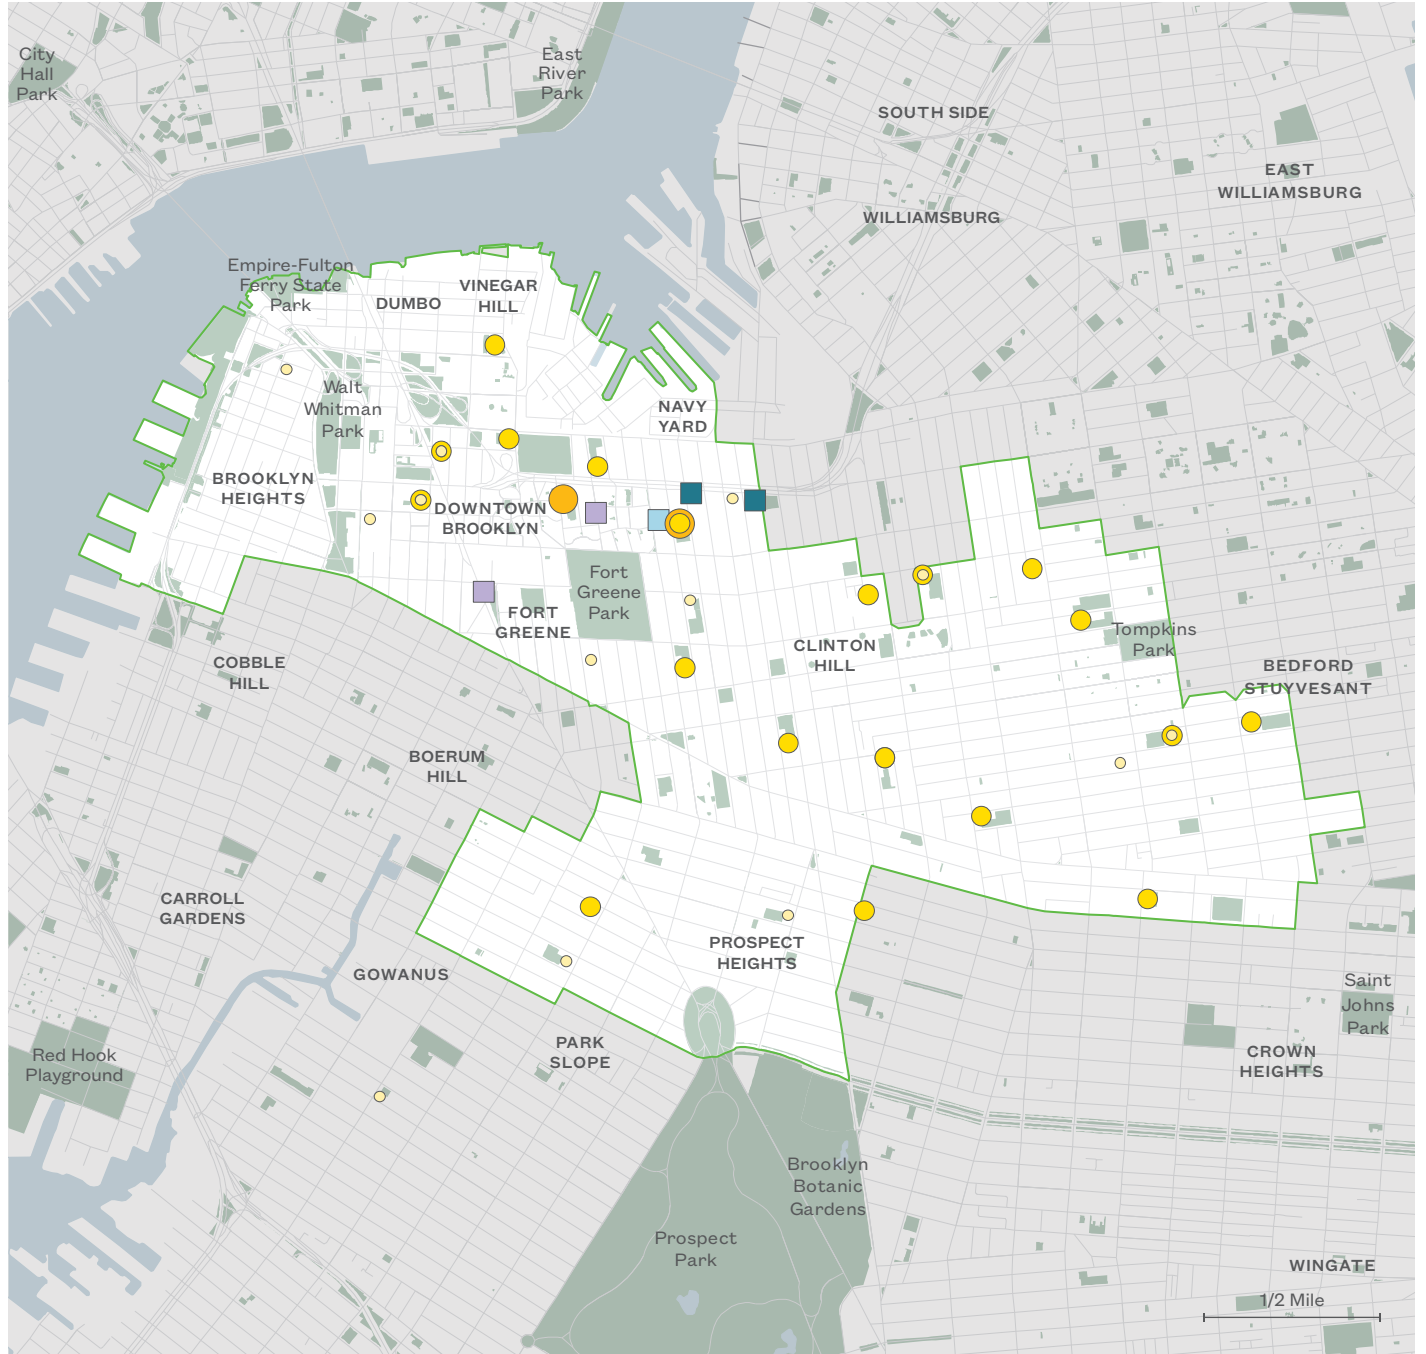 City
Hall
Park
East
River
Park
SOUTH SIDE
EAST
WILLIAMSBURG
WILLIAMSBURG
Empire-Fulton
Ferry State
Park
DUMBO
VINEGAR
HILL
Walt
Whitman
Park
NAVY
YARD
BROOKLYN
HEIGHTS
DOWNTOWN
BROOKLYN
Fort
Greene
Park
FORT
GREENE
CLINTON
HILL
Tompkins
Park
BEDFORD
STUYVESANT
COBBLE
HILL
BOERUM
HILL
CARROLL
GARDENS
GOWANUS
PROSPECT
HEIGHTS
Saint
Johns
Park
PARK
SLOPE
Red Hook
Playground
CROWN
HEIGHTS
Brooklyn
Botanic
Gardens
Prospect
Park
WINGATE
1/2 Mile